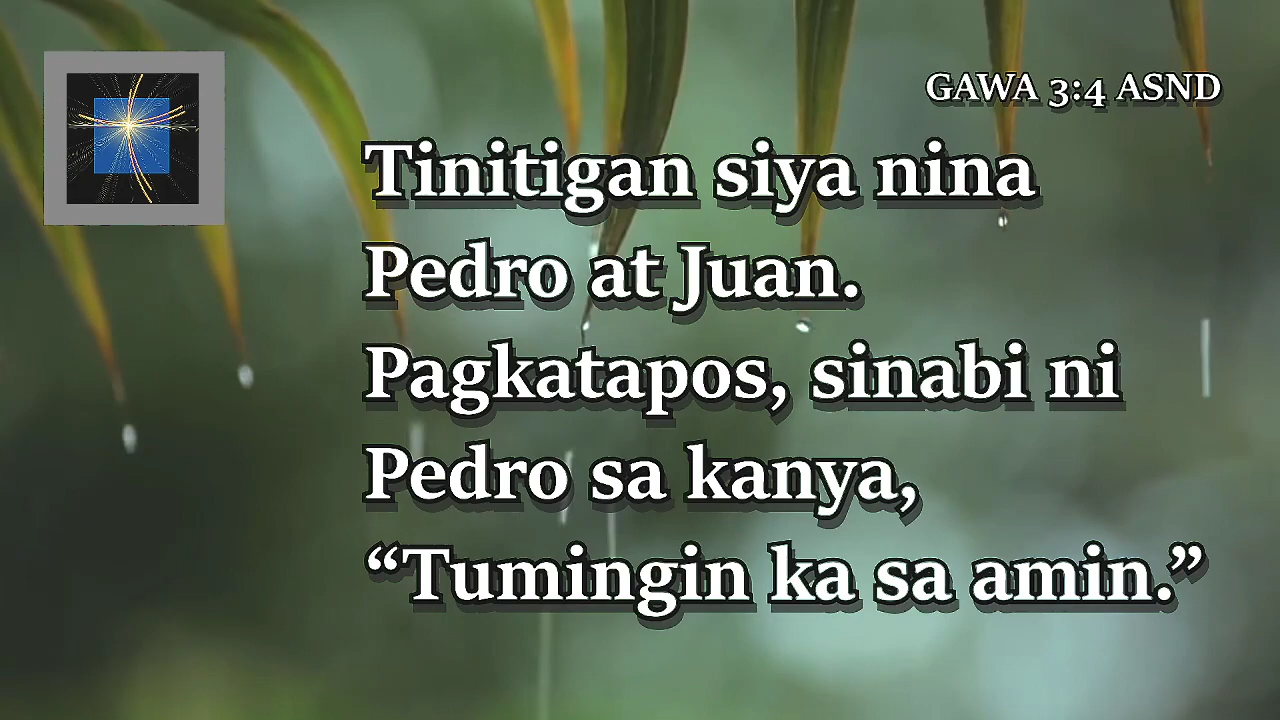 GAWA 3:4 ASND
Tinitigan siya nina
Pedro at Juan.
Pagkatapos, sinabi ni
Pedro sa kanya,
“Tumingin ka sa amin.”